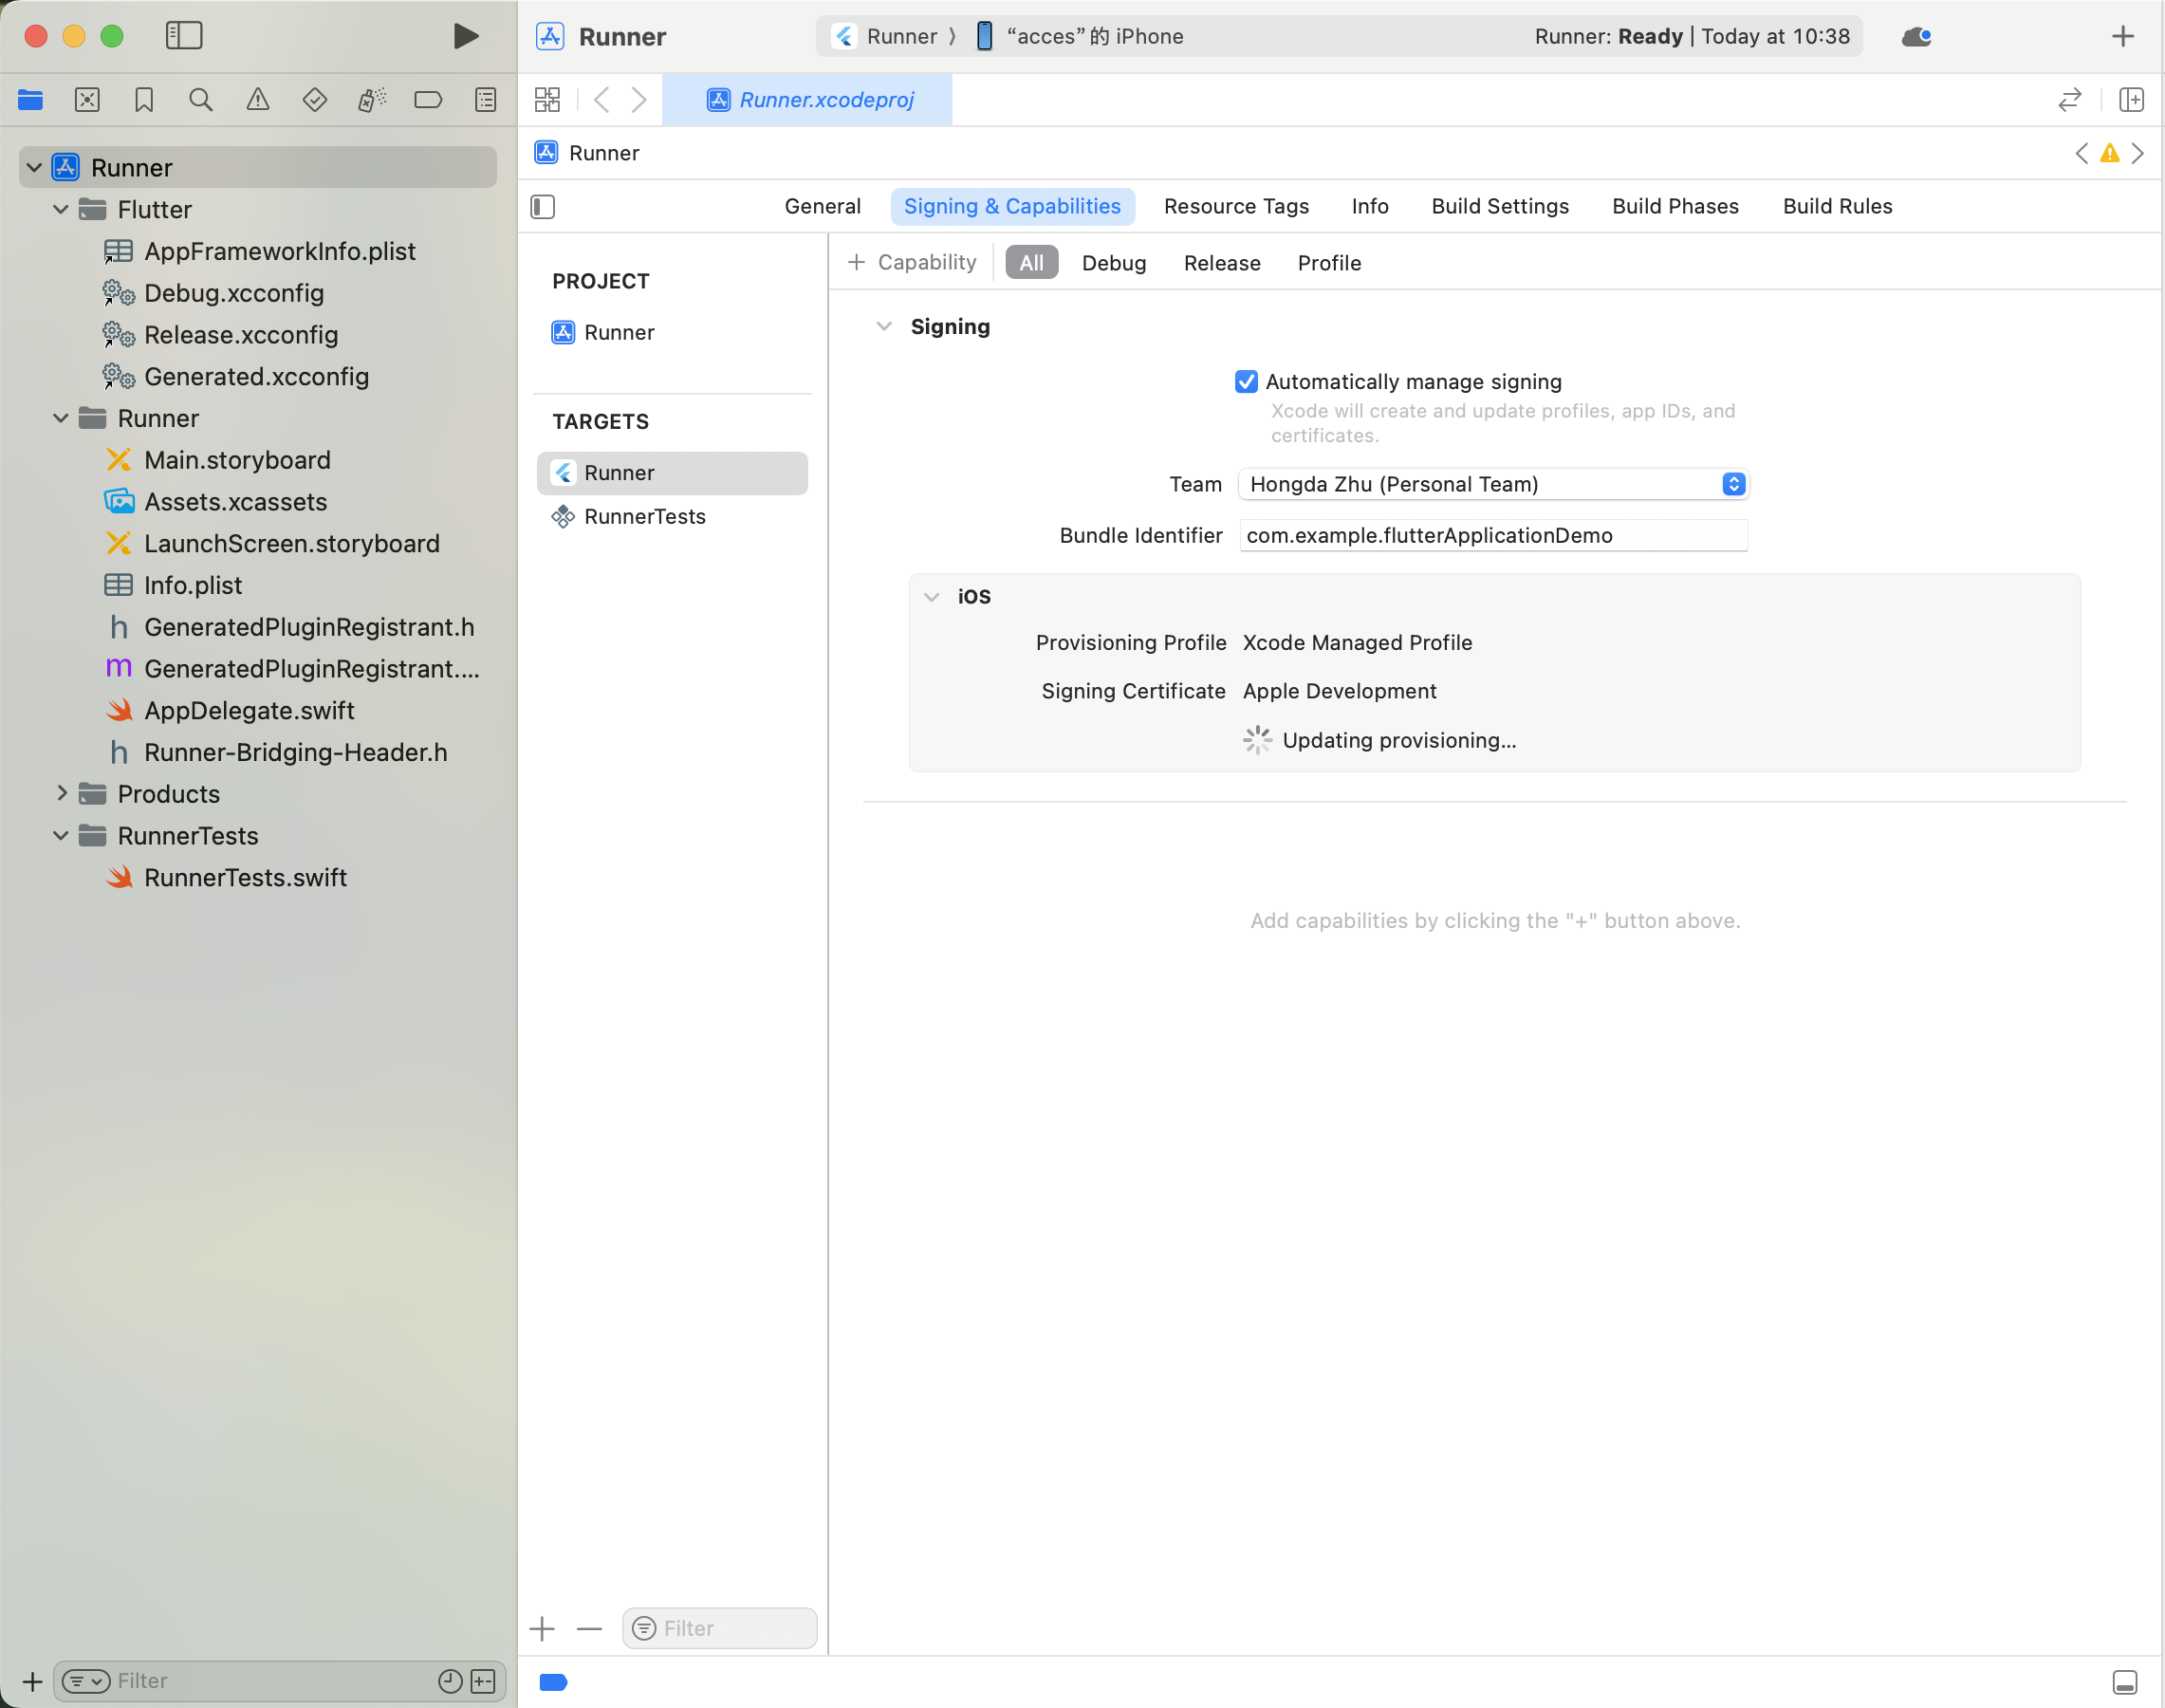 Runner
Runner 〉 “acces”的 iPhone
Runner: Ready | Today at 10:38
Runner.xcodeproj
Runner
General
Signing & Capabilities
Resource Tags
Info
Build Settings
Build Phases
Build Rules
Runner
Flutter
AppFrameworkInfo.plist
Debug.xcconfig
Release.xcconfig
Generated.xcconfig
Runner
Main.storyboard
Assets.xcassets
LaunchScreen.storyboard
Info.plist
GeneratedPluginRegistrant.h
GeneratedPluginRegistrant....
AppDelegate.swift
Runner-Bridging-Header.h
Products
RunnerTests
RunnerTests.swift
Filter
PROJECT
Runner
TARGETS
Runner
RunnerTests
Filter
+ Capability
All
Debug
Release
Profile
Signing
Automatically manage signing
Xcode will create and update profiles, app IDs, and
certificates.
Team Hongda Zhu (Personal Team)
Bundle Identifier com.example.flutterApplicationDemo
iOS
Provisioning Profile Xcode Managed Profile
Signing Certificate Apple Development
Updating provisioning...
Add capabilities by clicking the "+" button above.